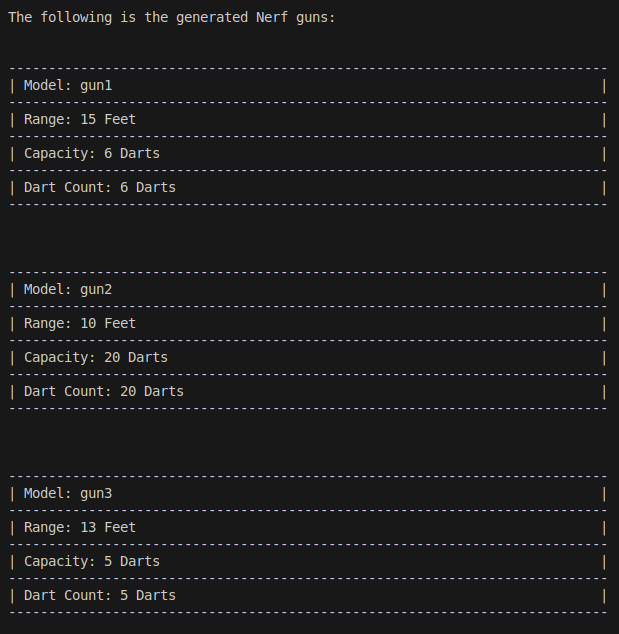 The following is the generated Nerf guns:
---------------------------------------------------------------------------
| Model: gun1                                                             |
---------------------------------------------------------------------------
| Range: 15 Feet                                                          |
---------------------------------------------------------------------------
| Capacity: 6 Darts                                                       |
---------------------------------------------------------------------------
| Dart Count: 6 Darts                                                     |
---------------------------------------------------------------------------
---------------------------------------------------------------------------
| Model: gun2                                                             |
---------------------------------------------------------------------------
| Range: 10 Feet                                                          |
---------------------------------------------------------------------------
| Capacity: 20 Darts                                                      |
---------------------------------------------------------------------------
| Dart Count: 20 Darts                                                    |
---------------------------------------------------------------------------
---------------------------------------------------------------------------
| Model: gun3                                                             |
---------------------------------------------------------------------------
| Range: 13 Feet                                                          |
---------------------------------------------------------------------------
| Capacity: 5 Darts                                                       |
---------------------------------------------------------------------------
| Dart Count: 5 Darts                                                     |
---------------------------------------------------------------------------